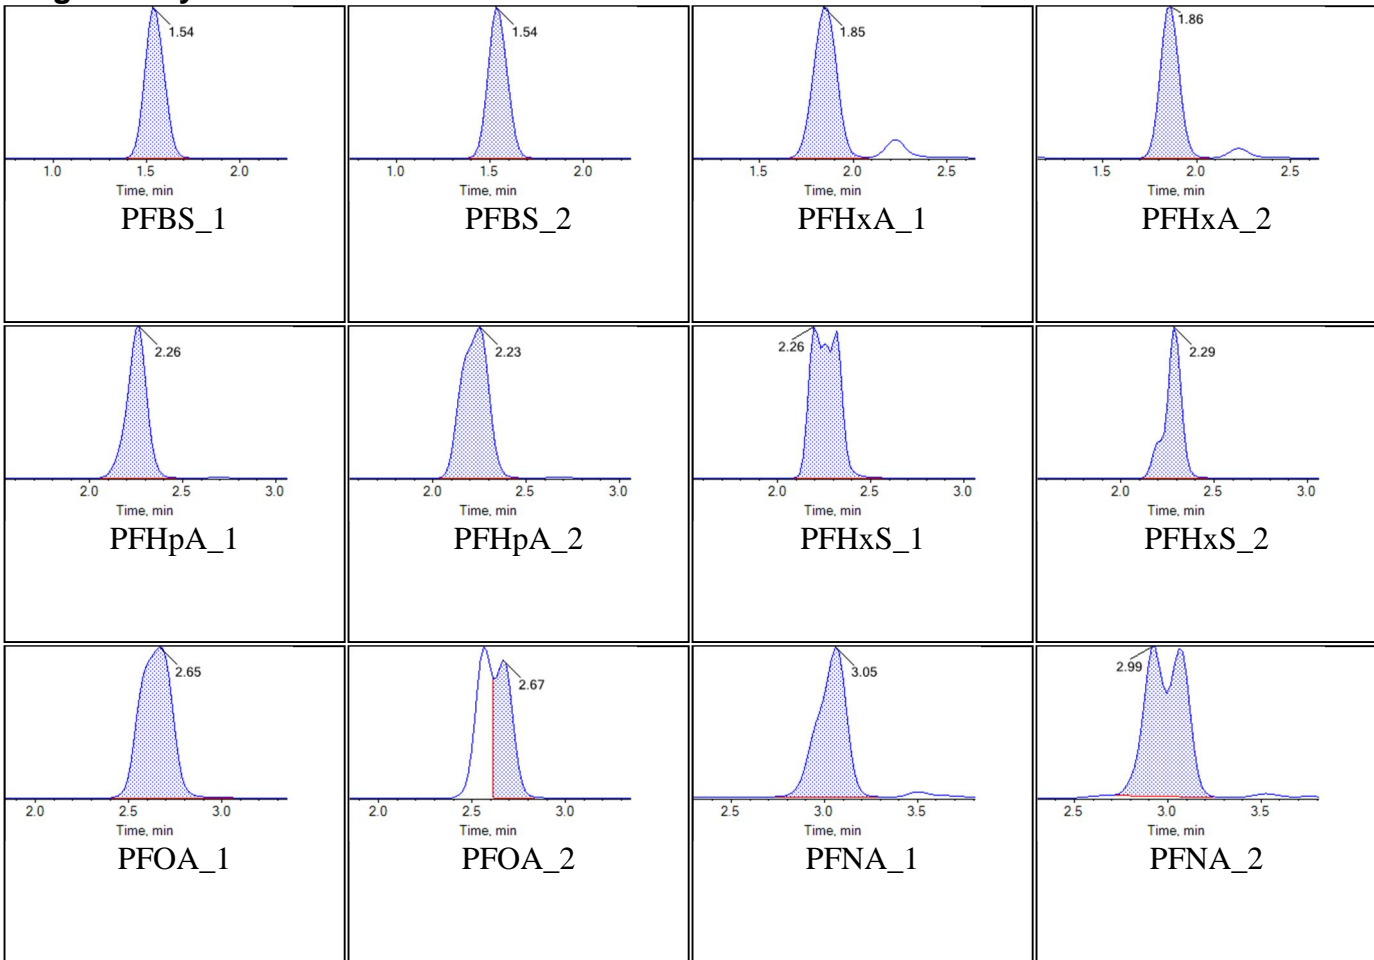 1.54 1.54 1.85 1.86
1.0 1.5 2.0 1.0 1.5 2.0 1.5 2.0 2.5 1.5 2.0 2.5
Time, min Time, min Time, min Time, min
PFBS_1 PFBS_2 PFHxA_1 PFHxA_2
2.26 2.23 2.26 2.29
2.0 2.5 3.0 2.0 2.5 3.0 2.0 2.5 3.0 2.0 2.5 3.0
Time, min Time, min Time, min Time, min
PFHpA_1 PFHpA_2 PFHxS_1 PFHxS_2
2.65 2.67 3.05 2.99
2.0 2.5 3.0 2.0 2.5 3.0 2.5 3.0 3.5 2.5 3.0 3.5
Time, min Time, min Time, min Time, min
PFOA_1 PFOA_2 PFNA_1 PFNA_2